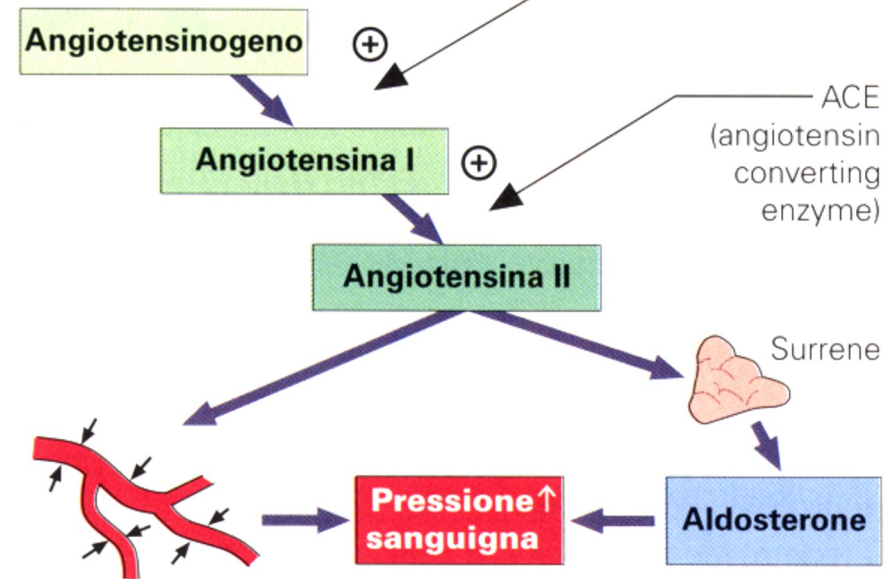 Angiotensinogeno
+
ACE
(angiotensin
converting
enzyme)
Angiotensina I
+
Angiotensina II
Surrene
Pressione↑
sanguigna
Aldosterone